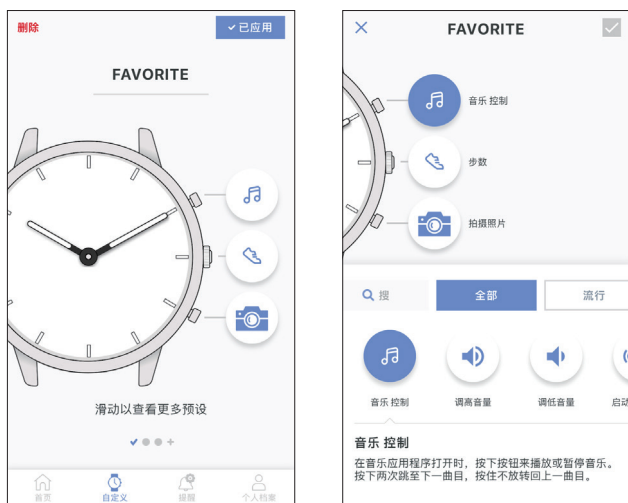 删除
已应用
FAVORITE
滑动以查看更多预设
首页
自定义
提醒
个人档案
FAVORITE
音乐 控制
步数
拍摄照片
搜
全部
流行
音乐 控制
调高音量
调低音量
启动
音乐 控制
在音乐应用程序打开时，按下按钮来播放或暂停音乐。
按下两次跳至下一曲目，按住不放转回上一曲目。